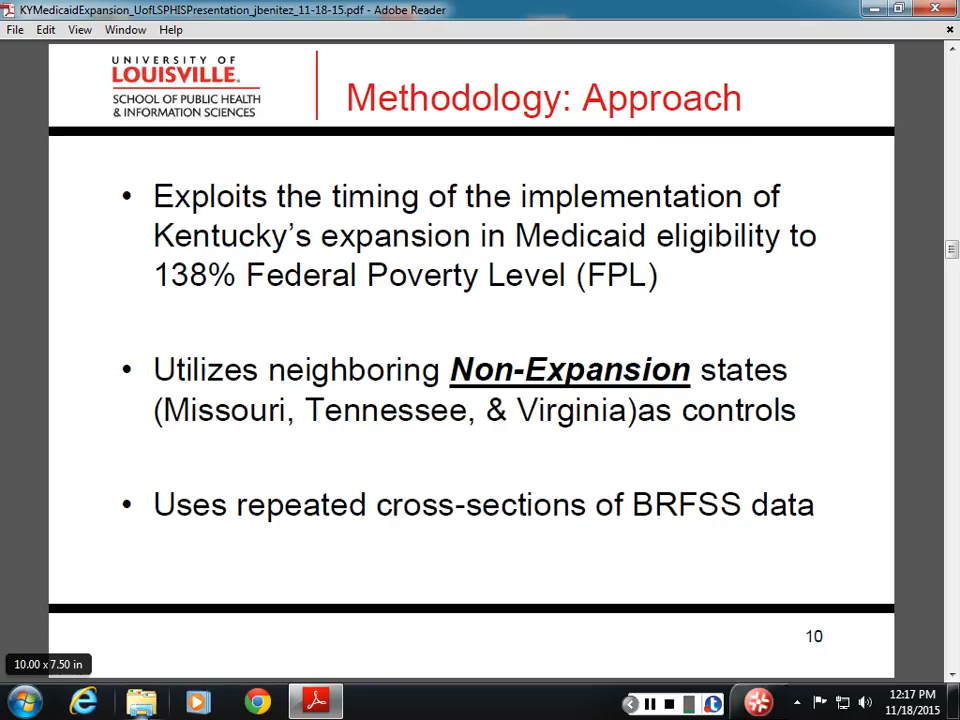 KYMedicaidExpansion_UofLSPHISPresentation_jbenitez_11-18-15.pdf - Adobe Reader
File Edit View Window Help
UNIVERSITY OF
LOUISVILLE.
SCHOOL OF PUBLIC HEALTH
& INFORMATION SCIENCES
Methodology: Approach
• Exploits the timing of the implementation of
Kentucky's expansion in Medicaid eligibility to
138% Federal Poverty Level (FPL)
• Utilizes neighboring Non-Expansion states
(Missouri, Tennessee, & Virginia)as controls
• Uses repeated cross-sections of BRFSS data
10
10.00 x 7.50 in
12:17 PM
11/18/2015